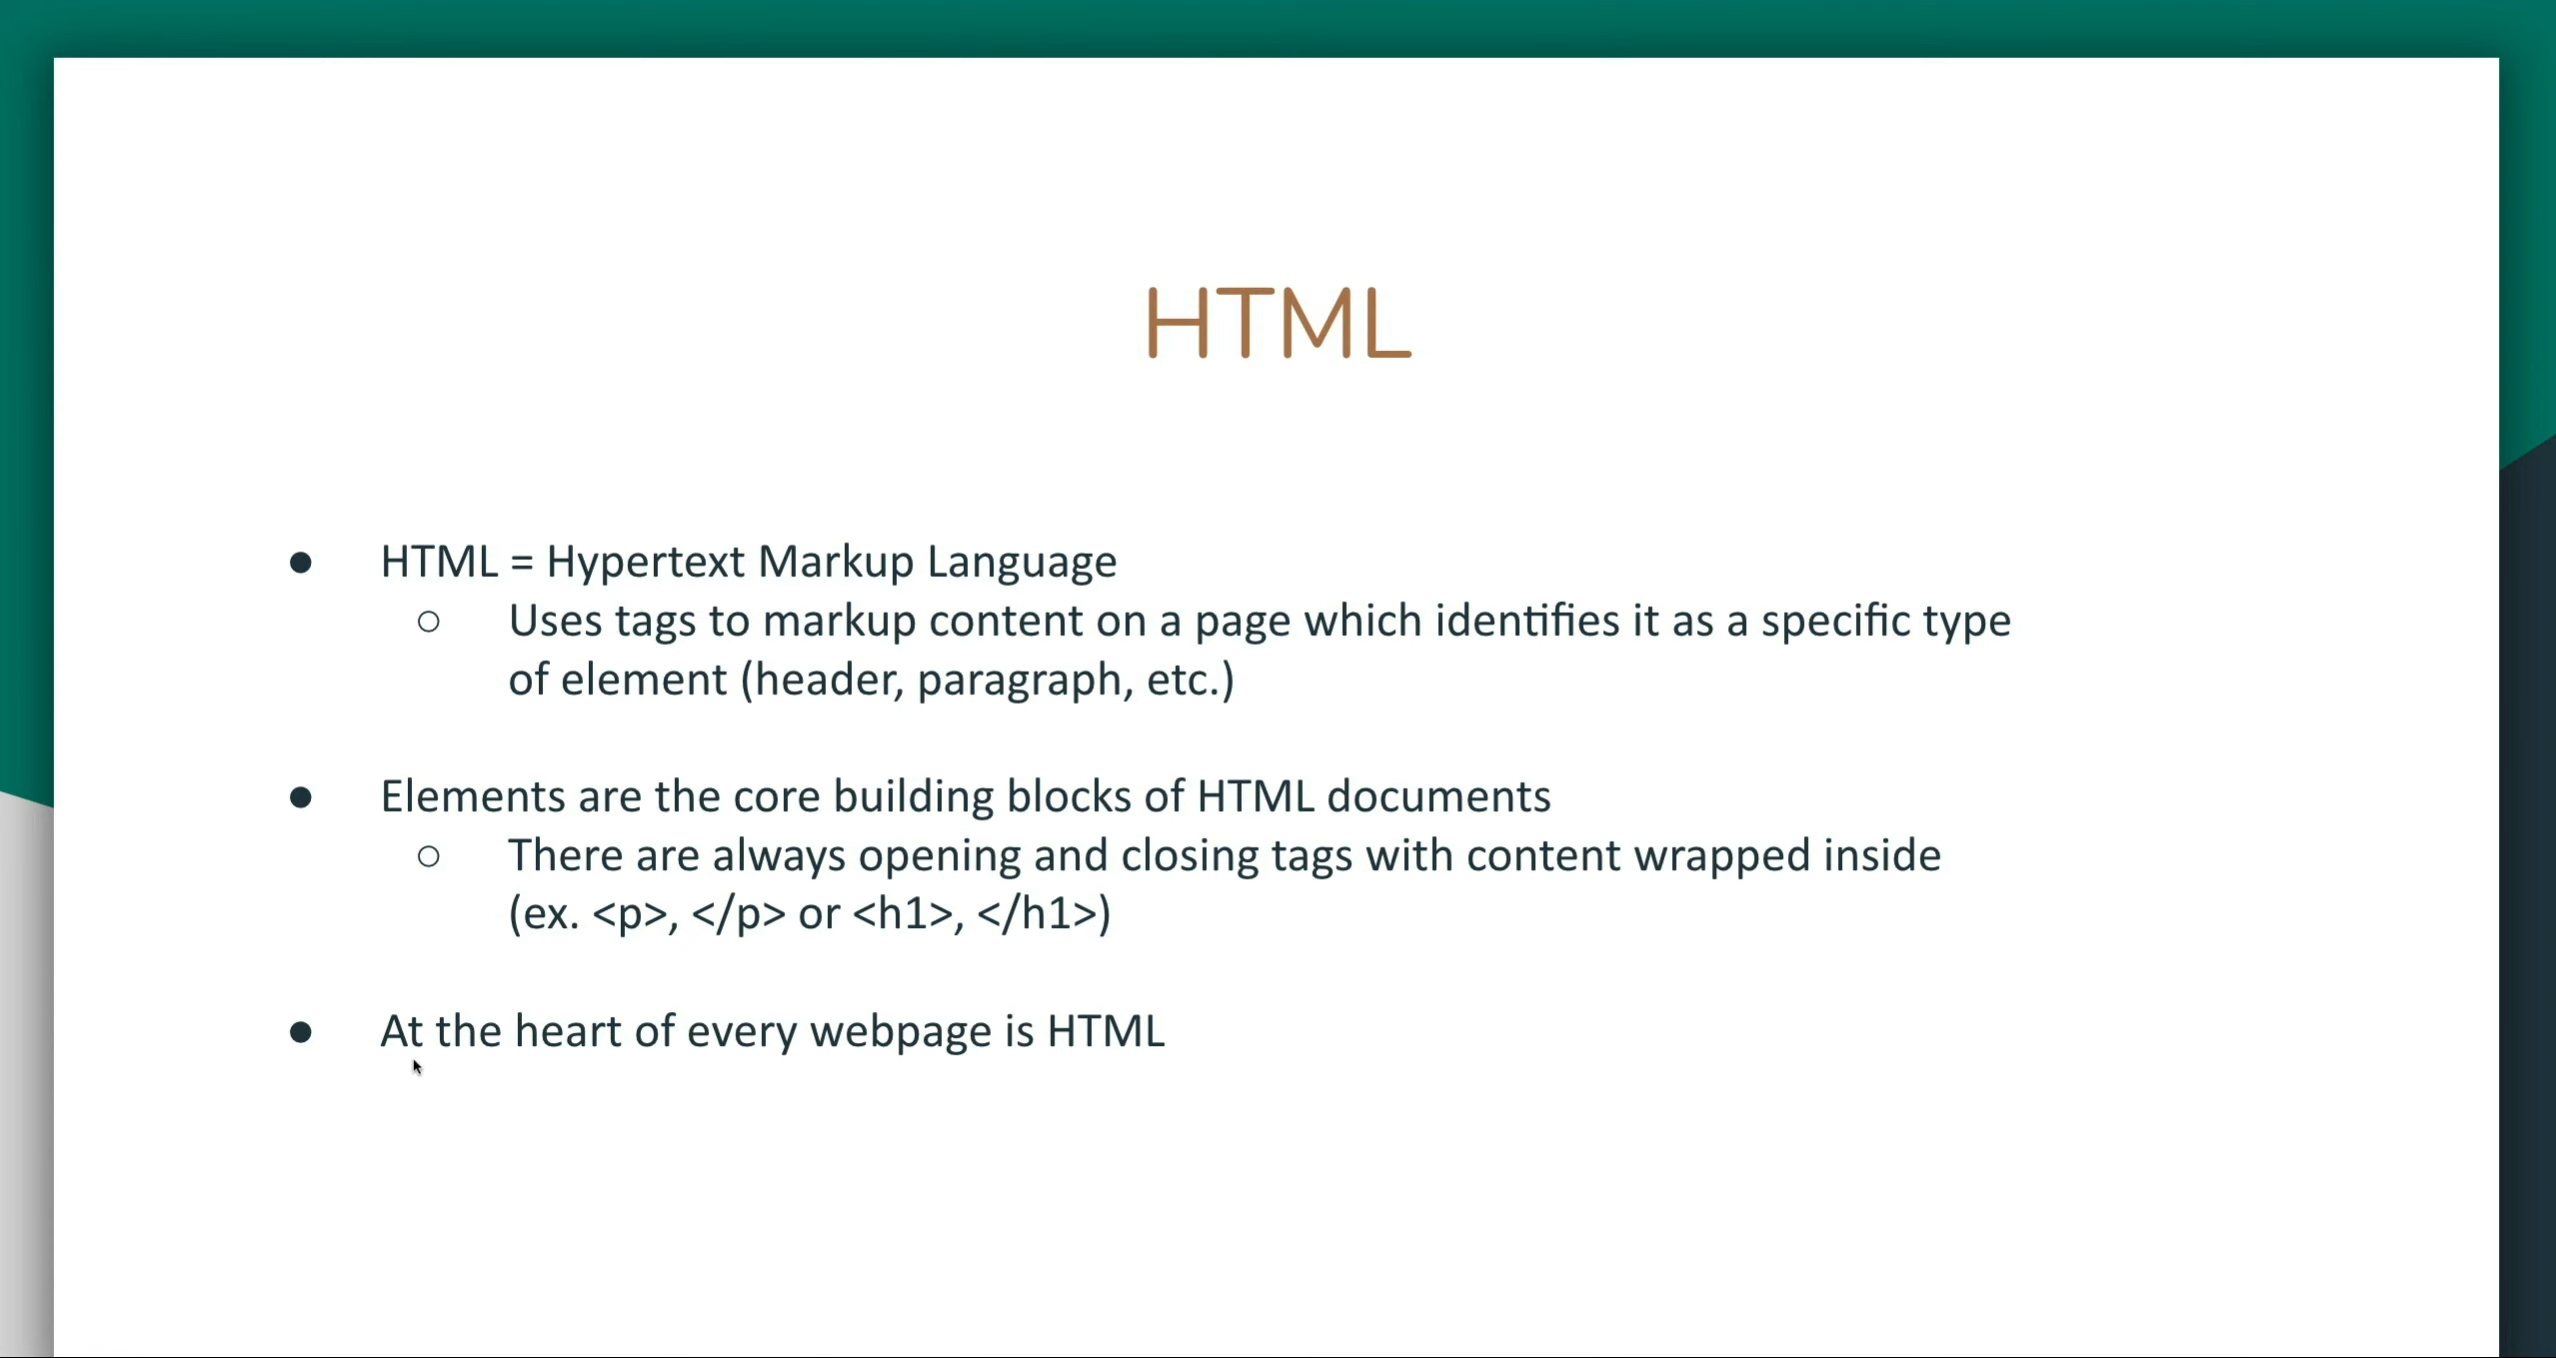 HTML
● HTML = Hypertext Markup Language
○ Uses tags to markup content on a page which identifies it as a specific type
of element (header, paragraph, etc.)
● Elements are the core building blocks of HTML documents
○ There are always opening and closing tags with content wrapped inside
(ex. <p>, </p> or <h1>, </h1>)
● At the heart of every webpage is HTML